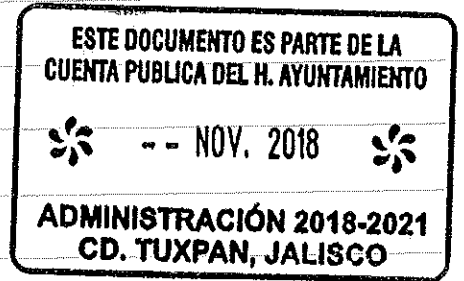 ESTE DOCUMENTO ES PARTE DE LA
CUENTA PUBLICA DEL H. AYUNTAMIENTO
-- NOV. 2018
ADMINISTRACIÓN 2018-2021
CD. TUXPAN, JALISCO